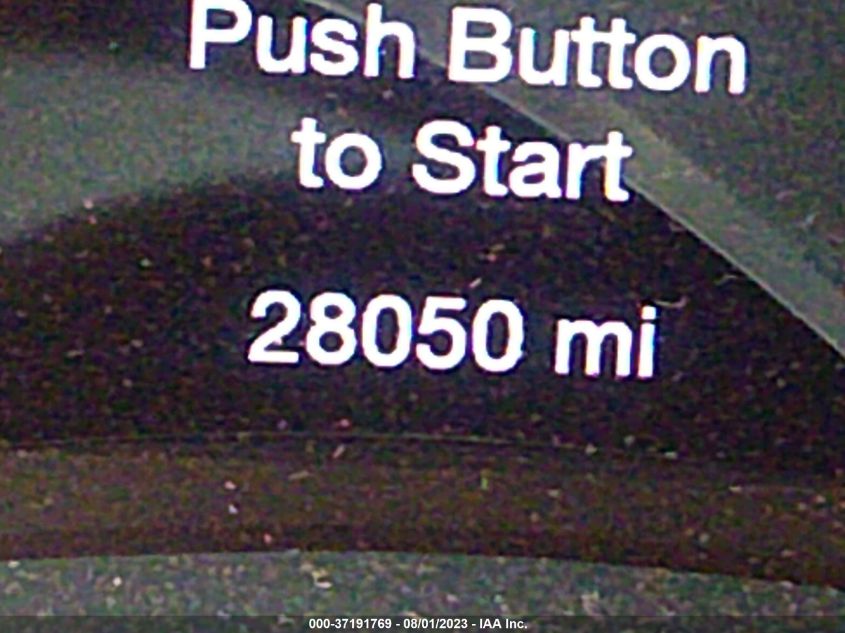 Push Button
to Start
28050 mi
000-37191769 - 08/01/2023 - IAA Inc.